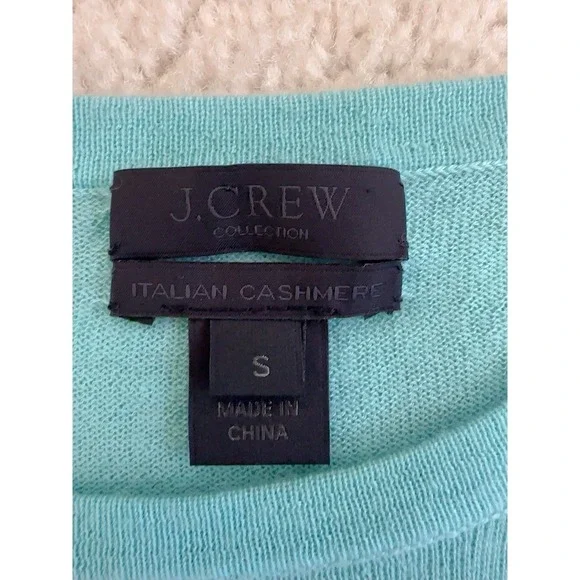 J.CREW
COLLECTION
ITALIAN CASHMERE
S
MADE IN
CHINA